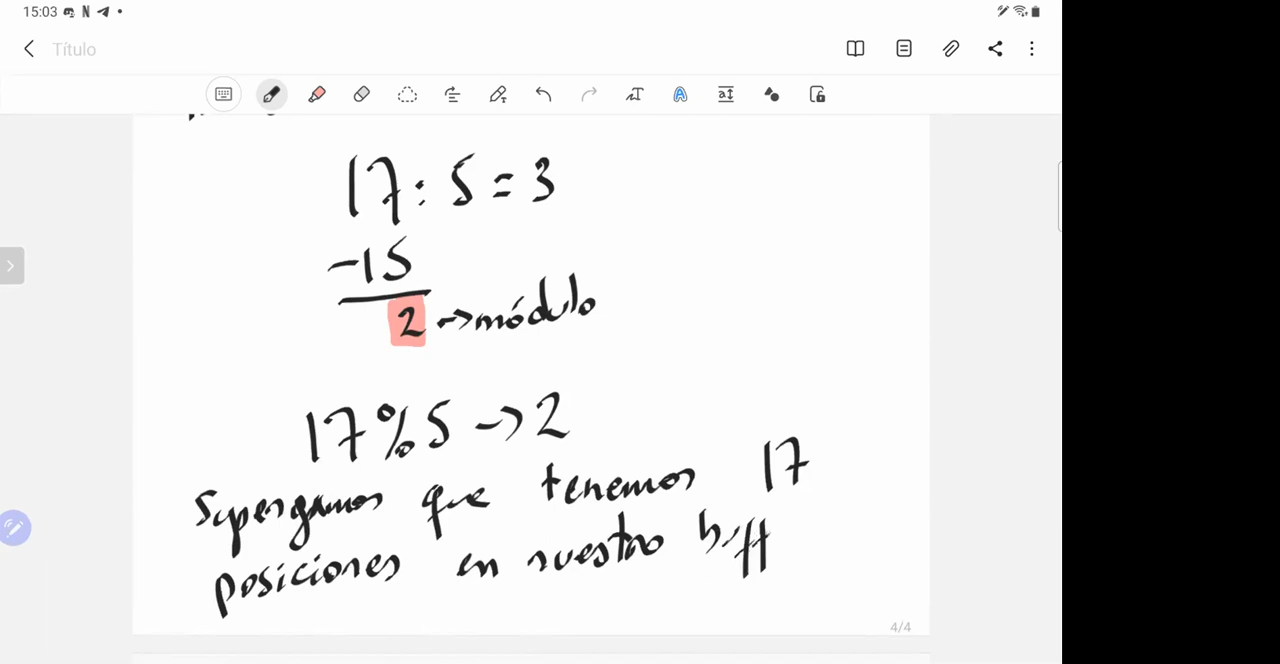 15:03 N
Título
17 : 5 = 3
-15
2 -> módulo
17 % 5 -> 2
Supongamos que tenemos 17
posiciones en nuestro buff
4/4